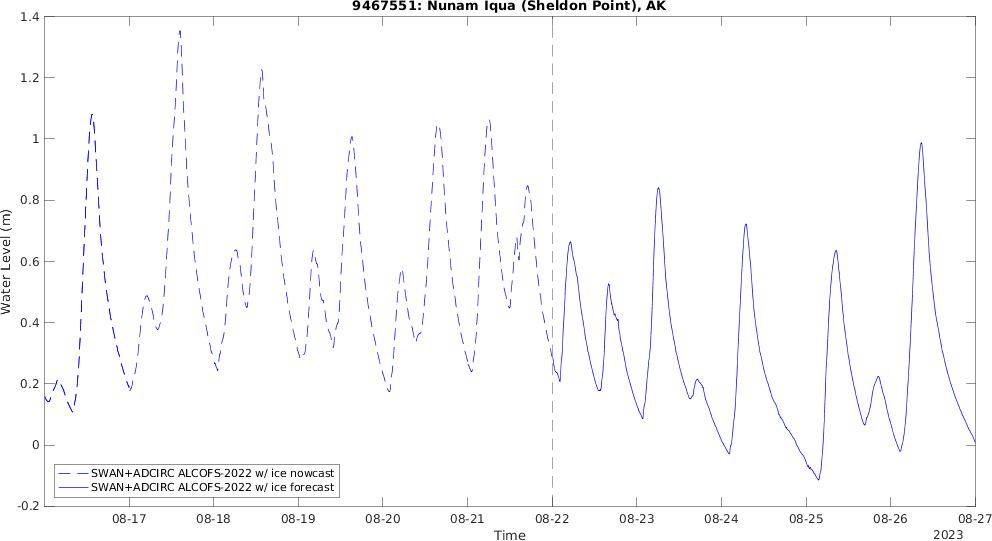 9467551: Nunam Iqua (Sheldon Point), AK
1.4
1.2
1
0.8
0.6
0.4
0.2
0
-0.2
Water Level (m)
SWAN+ADCIRC ALCOFS-2022 w/ ice nowcast
SWAN+ADCIRC ALCOFS-2022 w/ ice forecast
08-17 08-18 08-19 08-20 08-21 08-22 08-23 08-24 08-25 08-26 08-27
Time
2023